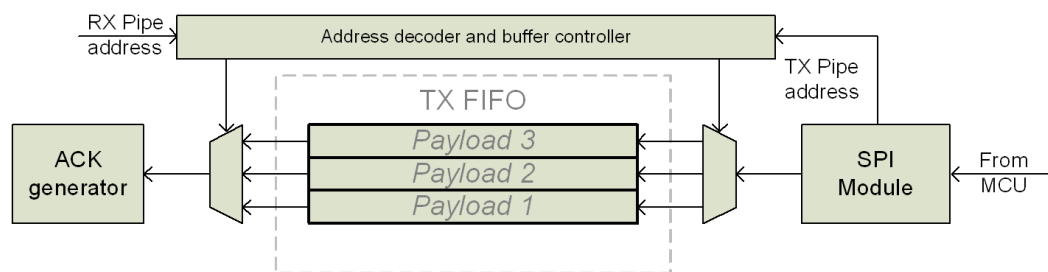 RX Pipe
address
Address decoder and buffer controller
TX Pipe
address
TX FIFO
Payload 3
Payload 2
Payload 1
ACK
generator
SPI
Module
From
MCU